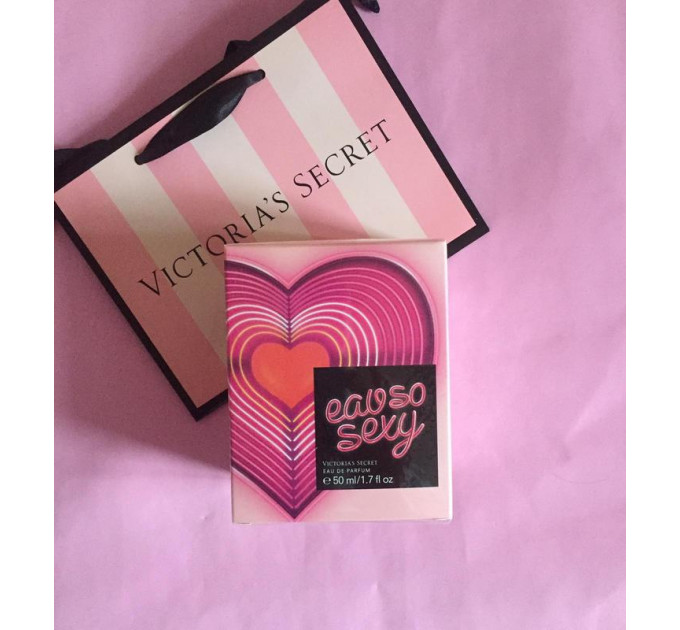 VICTORIA'S SECRET
eau so
sexy
VICTORIA'S SECRET
EAU DE PARFUM
℮ 50 ml/1.7 fl oz